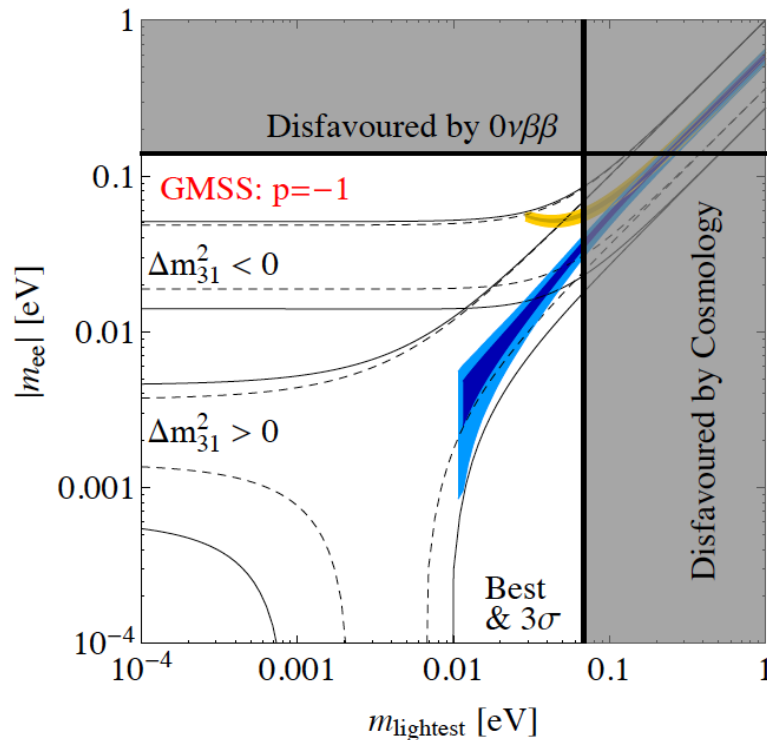 1
Disfavoured by 0νββ
0.1
GMSS: p=−1
Δm²₃₁ < 0
|m_ee| [eV]
0.01
Δm²₃₁ > 0
0.001
Disfavoured by Cosmology
Best
& 3σ
10⁻⁴
10⁻⁴ 0.001 0.01 0.1 1
m_lightest [eV]